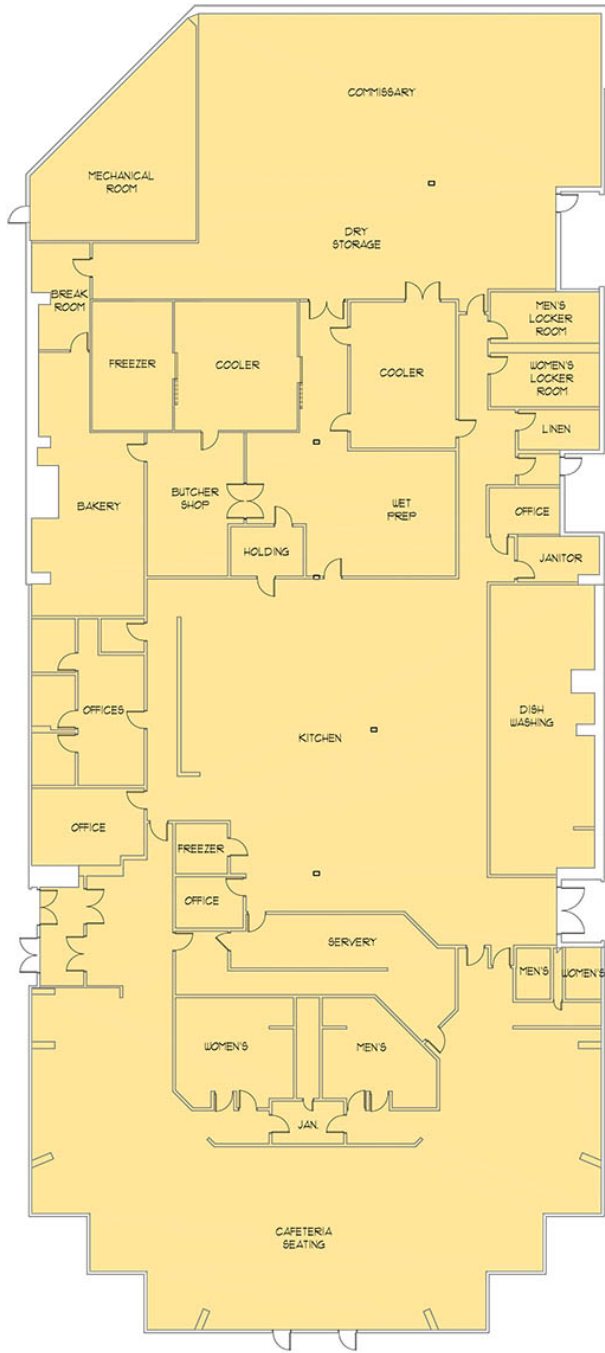 COMMISSARY
MECHANICAL
ROOM
DRY
STORAGE
BREAK
ROOM
MEN'S
LOCKER
ROOM
FREEZER
COOLER
COOLER
WOMEN'S
LOCKER
ROOM
LINEN
BAKERY
BUTCHER
SHOP
WET
PREP
OFFICE
HOLDING
JANITOR
OFFICES
DISH
WASHING
KITCHEN
OFFICE
FREEZER
OFFICE
SERVERY
MEN'S
WOMEN'S
WOMEN'S
MEN'S
JAN.
CAFETERIA
SEATING